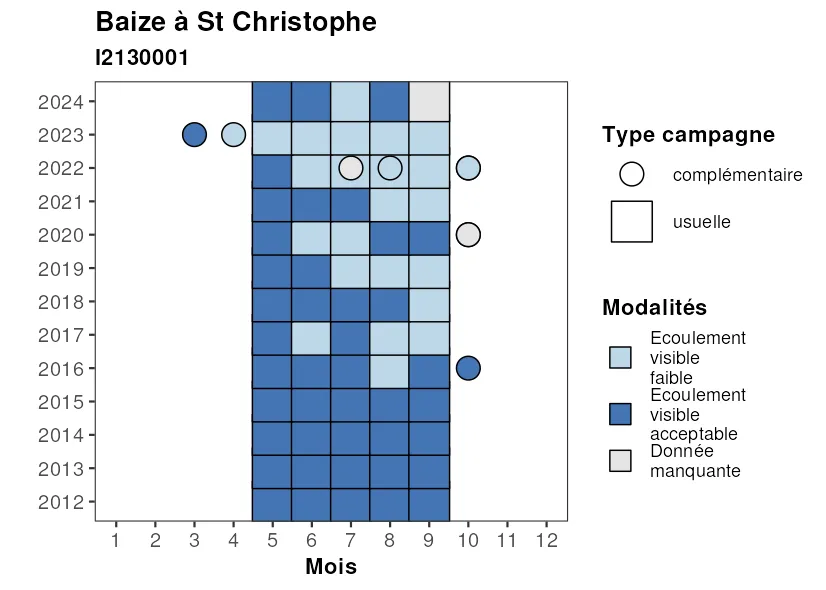 Baize à St Christophe
I2130001
2024
2023
2022
2021
2020
2019
2018
2017
2016
2015
2014
2013
2012
1 2 3 4 5 6 7 8 9 10 11 12
Mois
Type campagne
complémentaire
usuelle
Modalités
Ecoulement
visible
faible
Ecoulement
visible
acceptable
Donnée
manquante